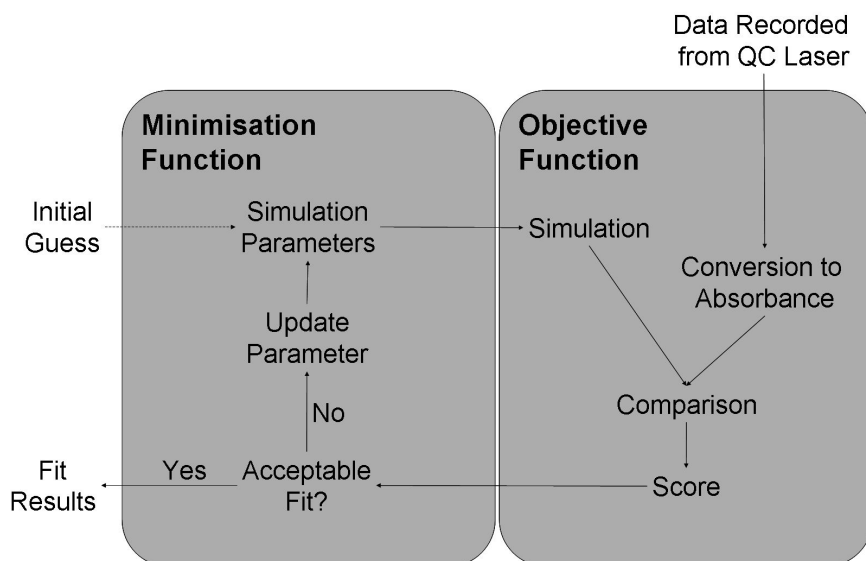 Data Recorded
from QC Laser
Minimisation
Function
Objective
Function
Initial
Guess
Simulation
Parameters
Simulation
Conversion to
Absorbance
Update
Parameter
No
Comparison
Fit
Results
Yes
Acceptable
Fit?
Score